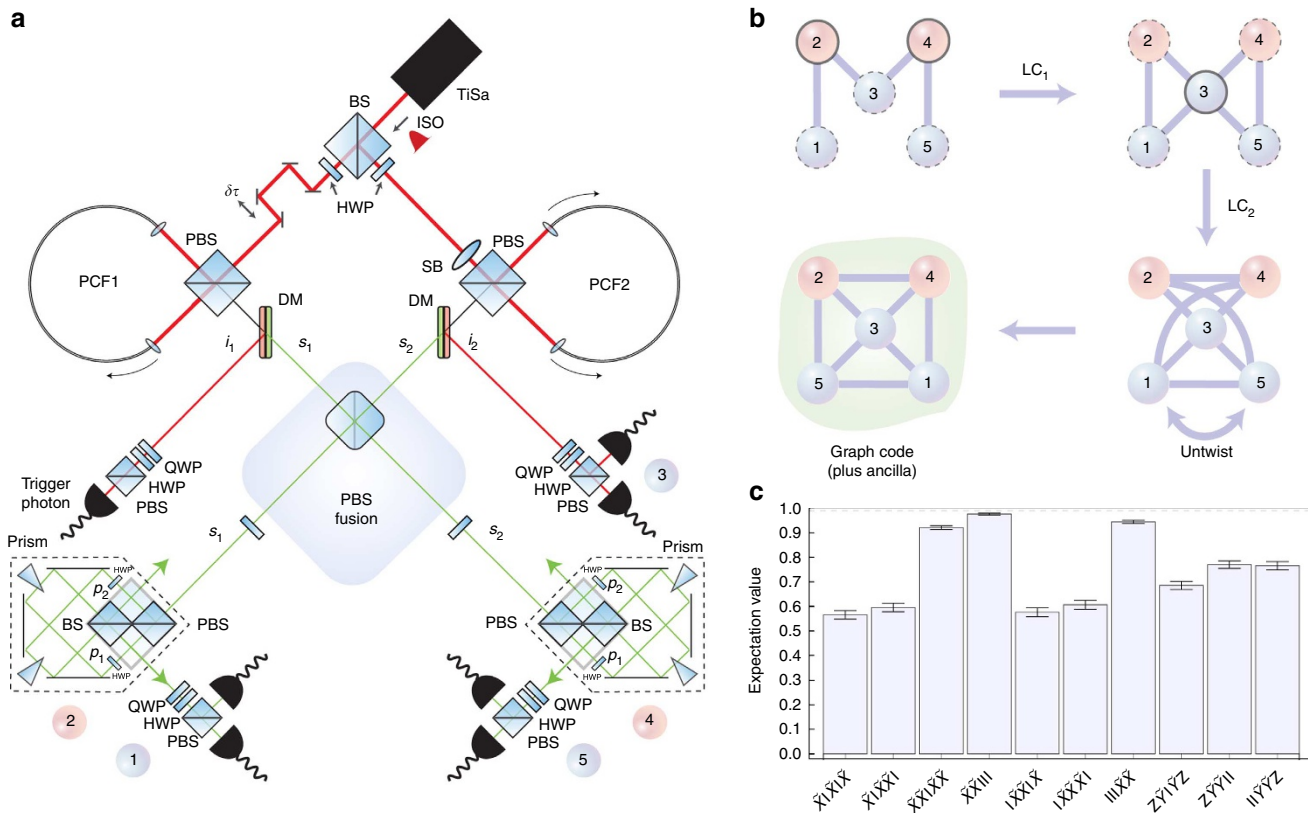 a
TiSa
BS
ISO
HWP
δτ
PBS
PCF1
SB
PBS
PCF2
DM
DM
i1
s1
s2
i2
QWP
HWP
PBS
Trigger
photon
PBS
fusion
QWP
HWP
PBS
3
s1
s2
Prism
HWP
p2
BS
PBS
p1
HWP
QWP
HWP
PBS
2
1
Prism
HWP
p2
PBS
BS
p1
HWP
QWP
HWP
PBS
4
5
b
2
4
3
1
5
LC1
2
4
3
1
5
LC2
2
4
3
5
1
Graph code
(plus ancilla)
2
4
3
1
5
Untwist
c
Expectation value
1.0
0.9
0.8
0.7
0.6
0.5
0.4
0.3
0.2
0.1
0.0
X̃IX̃IX̃
X̃IX̃X̃I
X̃X̃IX̃X̃
X̃X̃III
IX̃X̃IX̃
IX̃X̃X̃I
IIIX̃X̃
ZỸIỸZ
ZỸỸII
IIỸỸZ